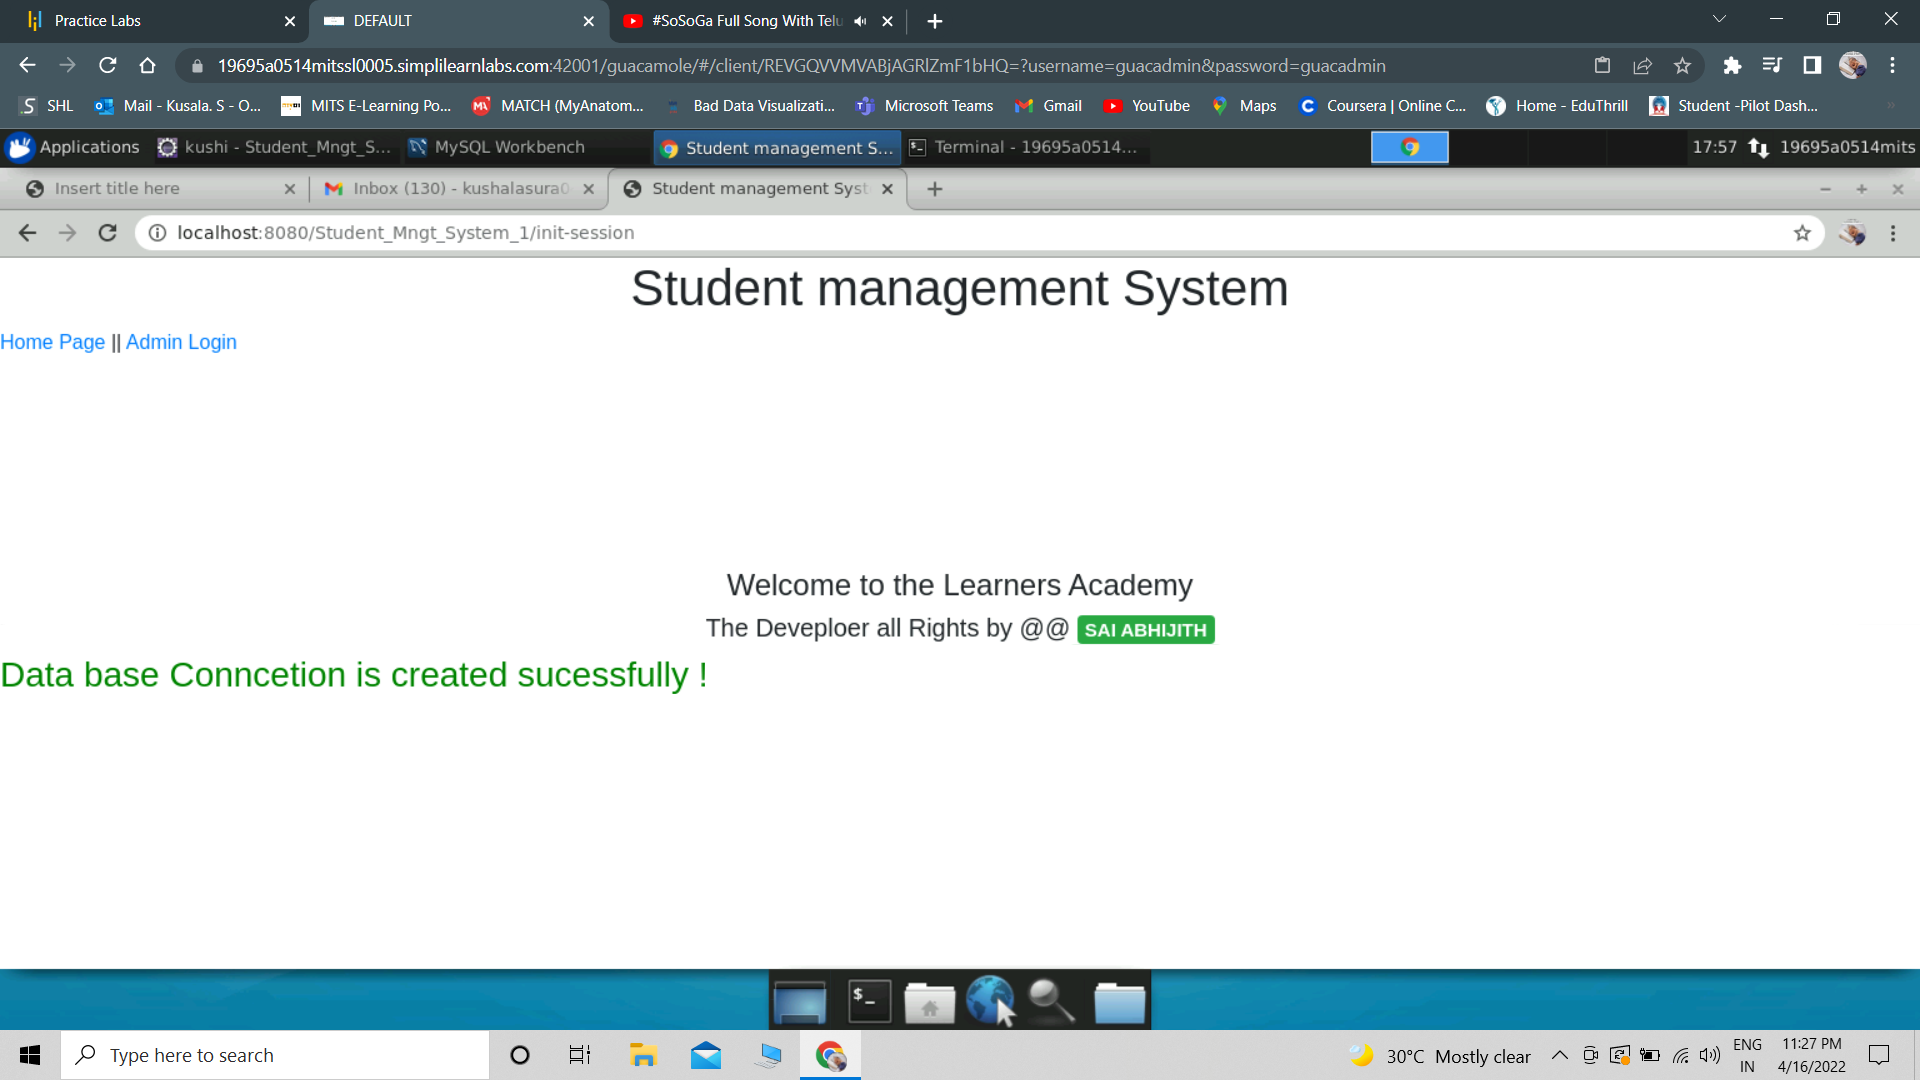 Practice Labs
DEFAULT
#SoSoGa Full Song With Telu
19695a0514mitssl0005.simplilearnlabs.com:42001/guacamole/#/client/REVGQVVMVABjAGRlZmF1bHQ=?username=guacadmin&password=guacadmin
SHL
Mail - Kusala. S - O...
MITS E-Learning Po...
MATCH (MyAnatom...
Bad Data Visualizati...
Microsoft Teams
Gmail
YouTube
Maps
Coursera | Online C...
Home - EduThrill
Student -Pilot Dash...
Applications
kushi - Student_Mngt_S...
MySQL Workbench
Student management S...
Terminal - 19695a0514...
17:57
19695a0514mits
Insert title here
Inbox (130) - kushalasura0
Student management Syst
localhost:8080/Student_Mngt_System_1/init-session
Student management System
Home Page || Admin Login
Welcome to the Learners Academy
The Deveploer all Rights by @@ SAI ABHIJITH
Data base Conncetion is created sucessfully !
Type here to search
30°C Mostly clear
ENG
IN
11:27 PM
4/16/2022